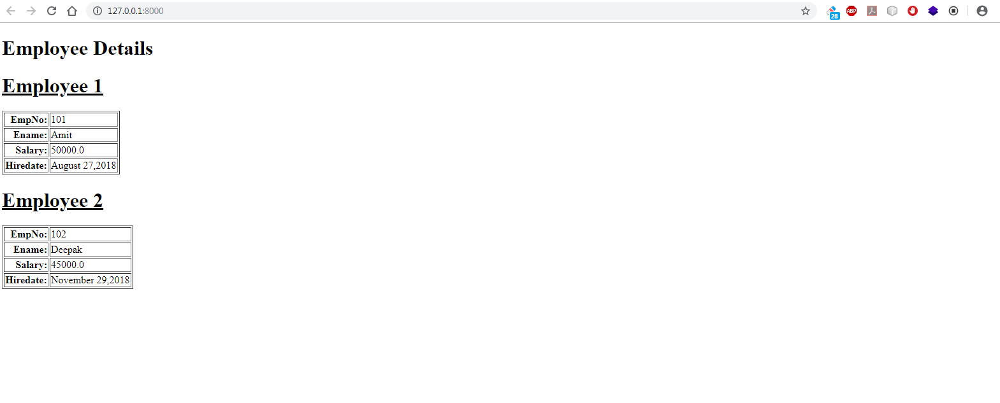 127.0.0.1:8000
28
ABP
Employee Details
Employee 1
EmpNo: 101
Ename: Amit
Salary: 50000.0
Hiredate: August 27,2018
Employee 2
EmpNo: 102
Ename: Deepak
Salary: 45000.0
Hiredate: November 29,2018